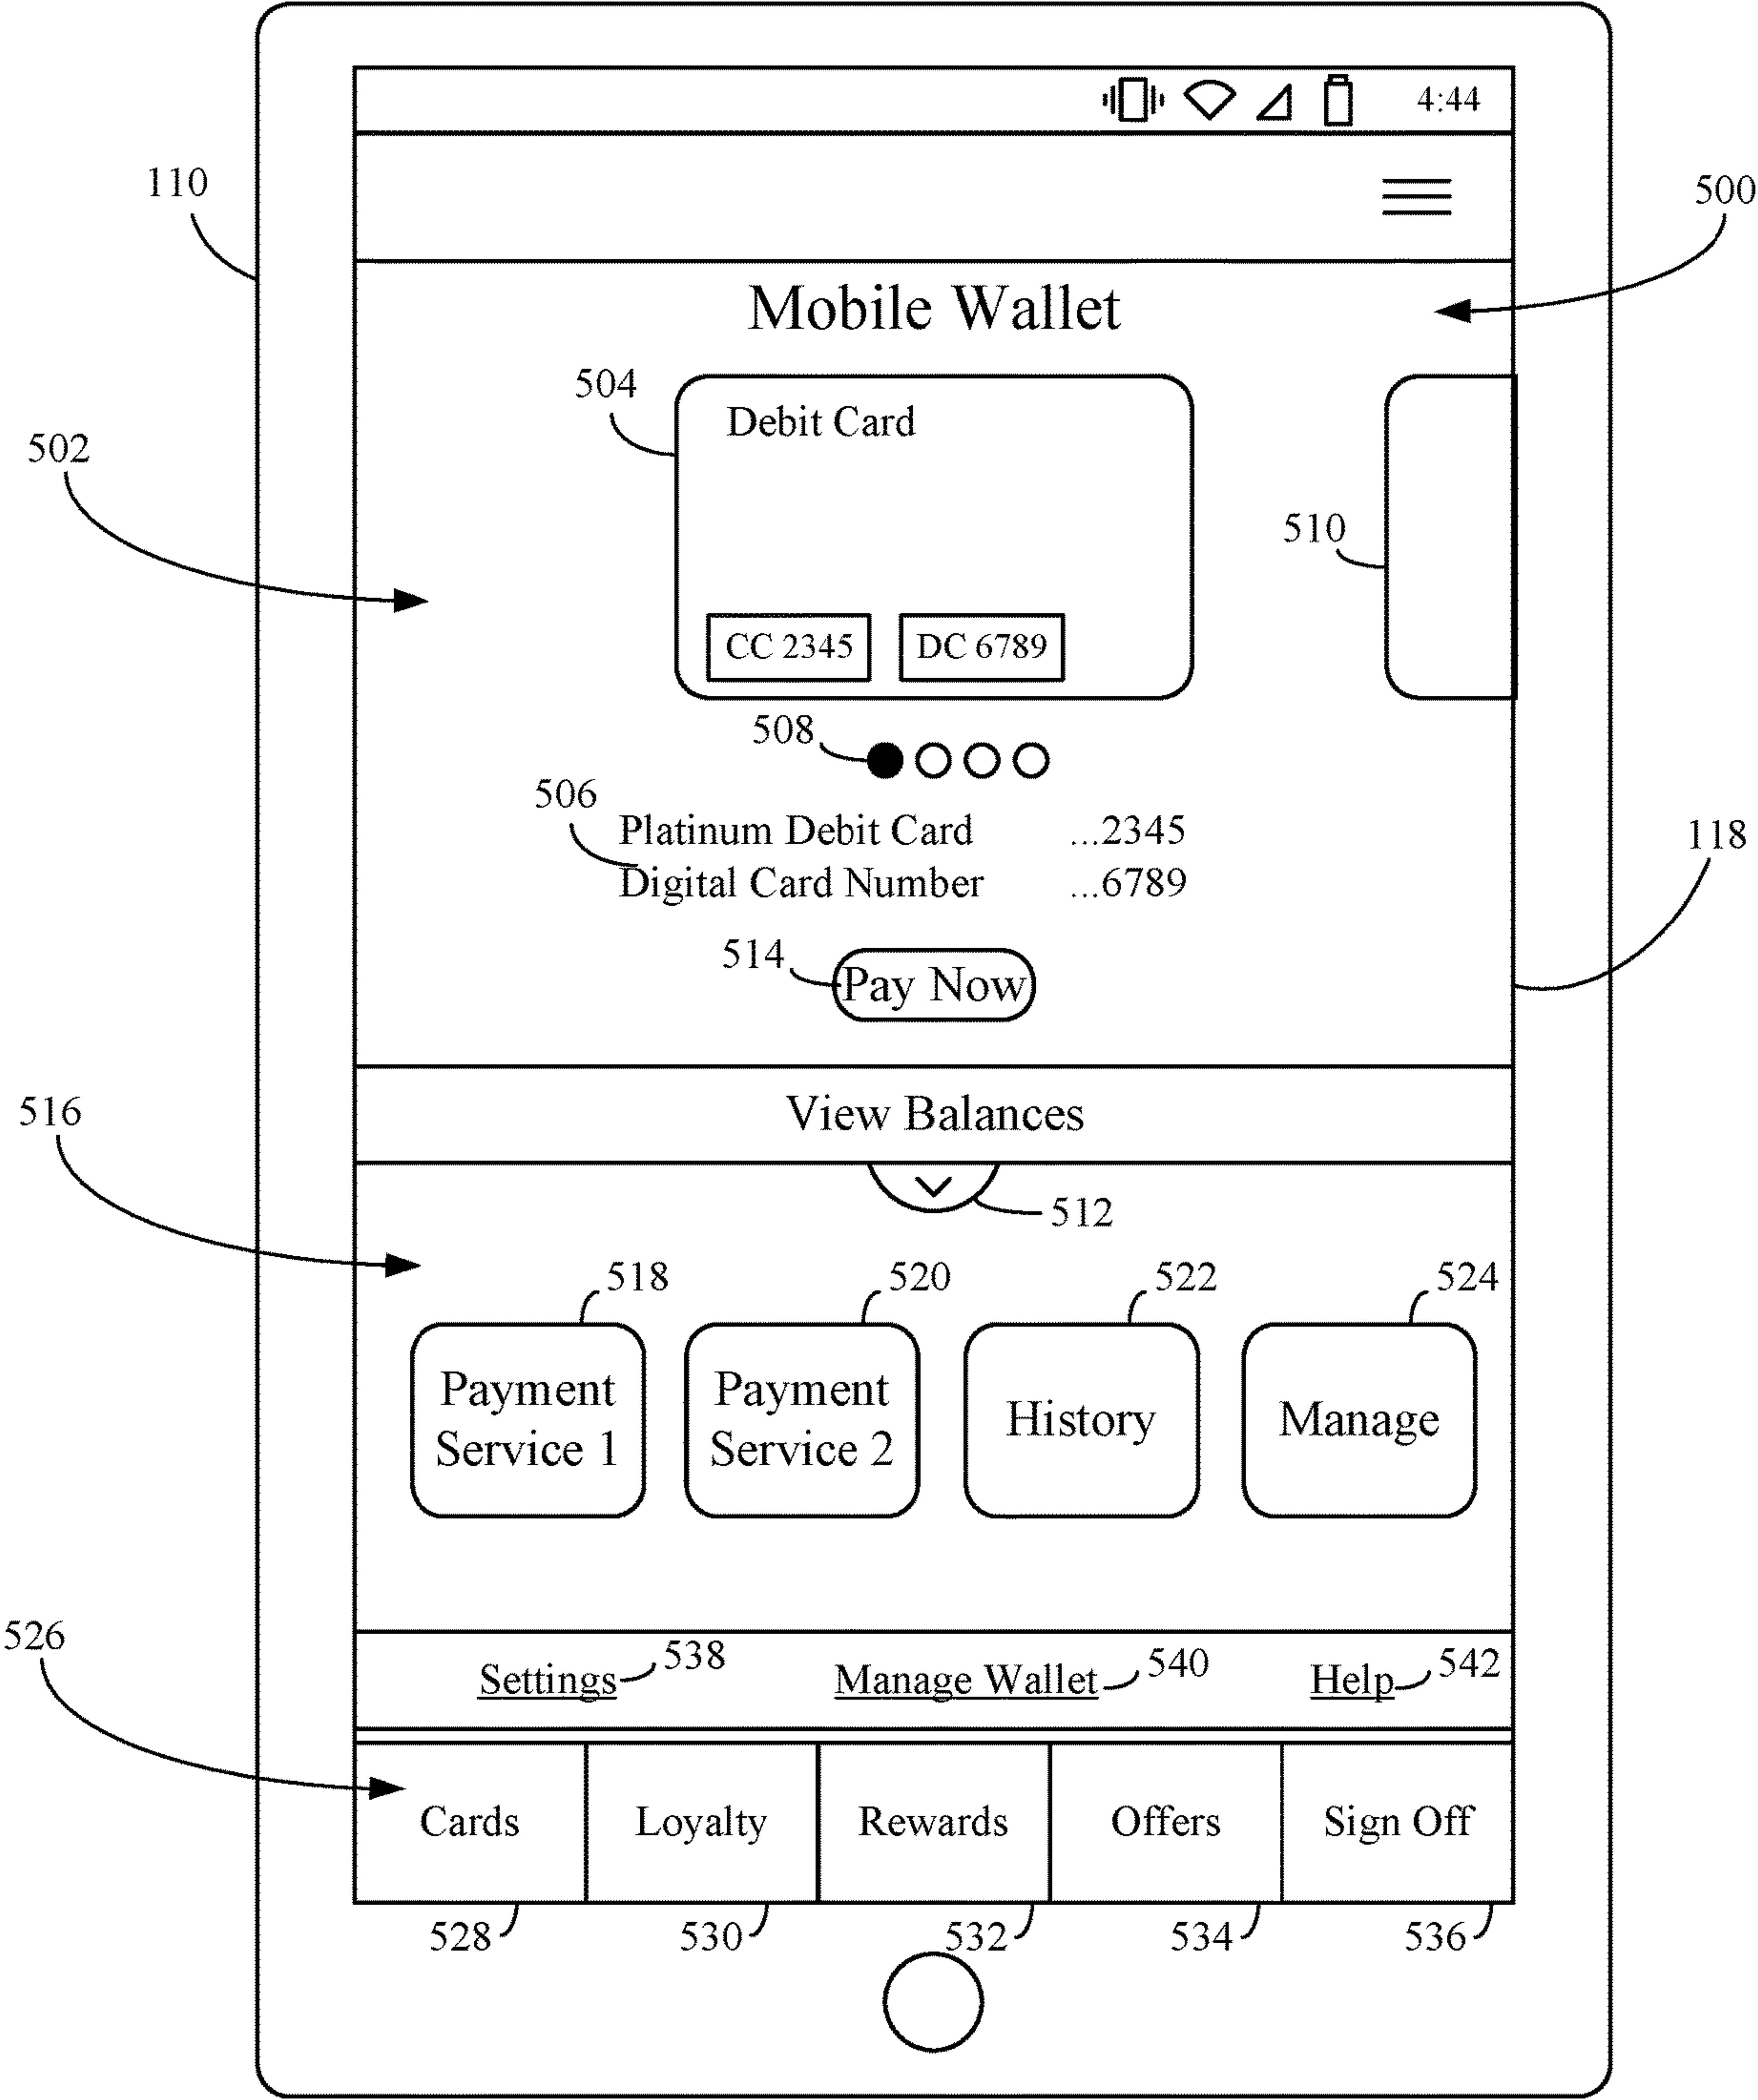 4:44
110
500
Mobile Wallet
504
Debit Card
502
510
CC 2345
DC 6789
508
506
Platinum Debit Card ...2345
118
Digital Card Number ...6789
514
Pay Now
516
View Balances
512
518
520
522
524
Payment
Service 1
Payment
Service 2
History
Manage
526
Settings
538
Manage Wallet
540
Help
542
Cards
Loyalty
Rewards
Offers
Sign Off
528
530
532
534
536